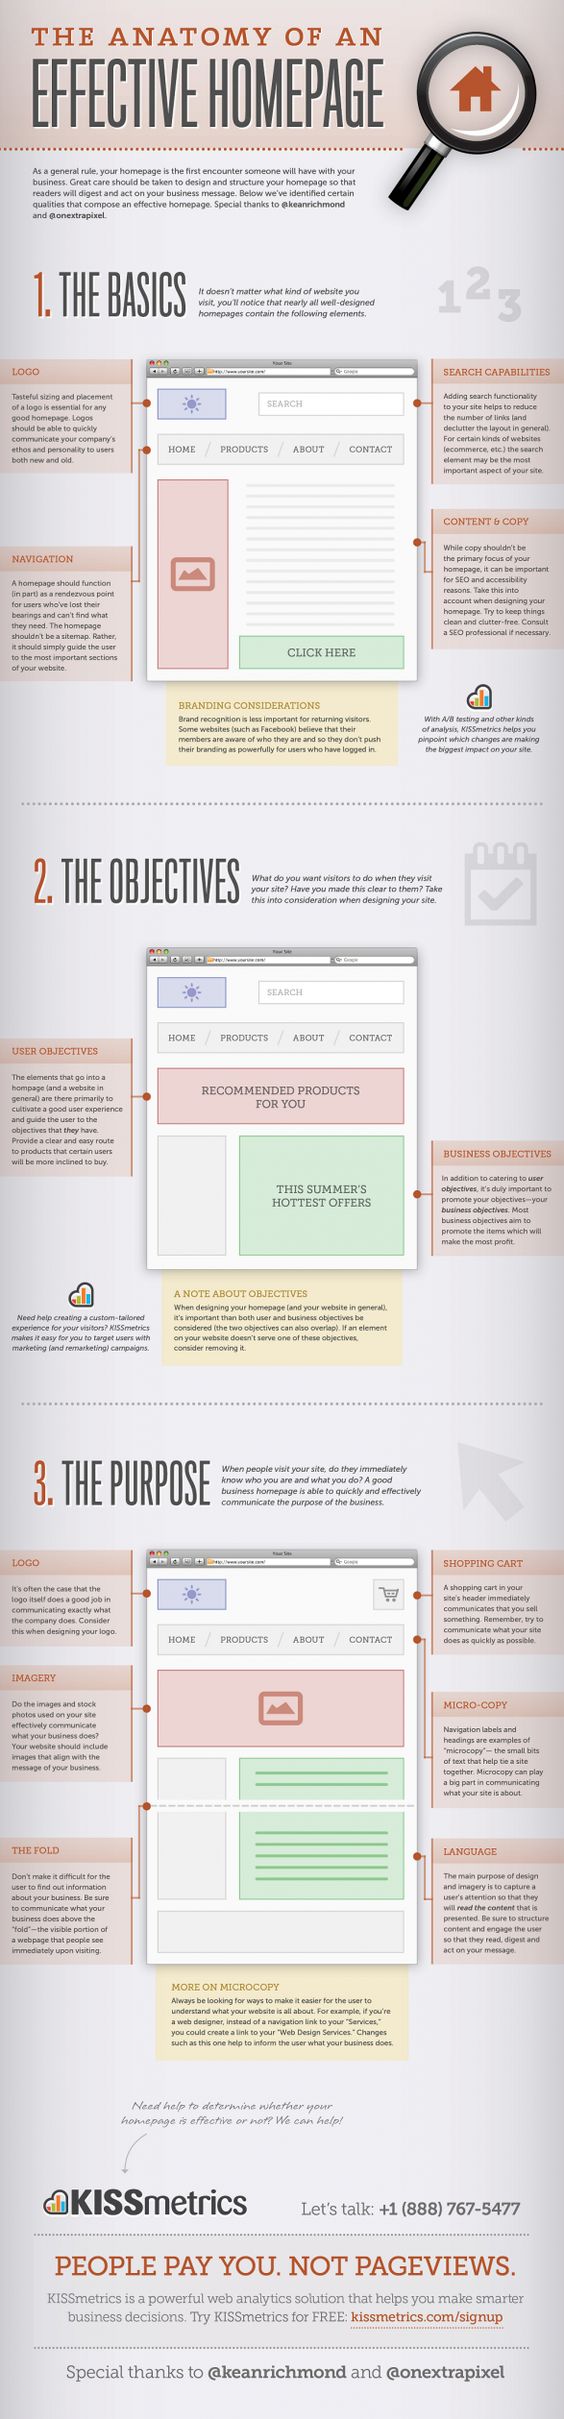 THE ANATOMY OF AN
EFFECTIVE HOMEPAGE
As a general rule, your homepage is the first encounter someone will have with your
business. Great care should be taken to design and structure your homepage so that
readers will digest and act on your business message. Below we've identified certain
qualities that compose an effective homepage. Special thanks to @keanrichmond
and @onextrapixel.
1. THE BASICS
It doesn't matter what kind of website you
visit, you'll notice that nearly all well-designed
homepages contain the following elements.
1 2 3
LOGO
Tasteful sizing and placement
of a logo is essential for any
good homepage. Logos
should be able to quickly
communicate your company's
ethos and personality to users
both new and old.
NAVIGATION
A homepage should function
(in part) as a rendezvous point
for users who've lost their
bearings and can't find what
they need. The homepage
shouldn't be a sitemap. Rather,
it should simply guide the user
to the most important sections
of your website.
Your Site
http://www.yoursite.com/
Google
SEARCH
HOME / PRODUCTS / ABOUT / CONTACT
CLICK HERE
SEARCH CAPABILITIES
Adding search functionality
to your site helps to reduce
the number of links (and
declutter the layout in general).
For certain kinds of websites
(ecommerce, etc.) the search
element may be the most
important aspect of your site.
CONTENT & COPY
While copy shouldn't be
the primary focus of your
homepage, it can be important
for SEO and accessibility
reasons. Take this into
account when designing your
homepage. Try to keep things
clean and clutter-free. Consult
a SEO professional if necessary.
BRANDING CONSIDERATIONS
Brand recognition is less important for returning visitors.
Some websites (such as Facebook) believe that their
members are aware of who they are and so they don't push
their branding as powerfully for users who have logged in.
With A/B testing and other kinds
of analysis, KISSmetrics helps you
pinpoint which changes are making
the biggest impact on your site.
2. THE OBJECTIVES
What do you want visitors to do when they visit
your site? Have you made this clear to them? Take
this into consideration when designing your site.
USER OBJECTIVES
The elements that go into a
hompage (and a website in
general) are there primarily to
cultivate a good user experience
and guide the user to the
objectives that they have.
Provide a clear and easy route
to products that certain users
will be more inclined to buy.
Your Site
http://www.yoursite.com/
Google
SEARCH
HOME / PRODUCTS / ABOUT / CONTACT
RECOMMENDED PRODUCTS
FOR YOU
THIS SUMMER'S
HOTTEST OFFERS
BUSINESS OBJECTIVES
In addition to catering to user
objectives, it's duly important to
promote your objectives—your
business objectives. Most
business objectives aim to
promote the items which will
make the most profit.
Need help creating a custom-tailored
experience for your visitors? KISSmetrics
makes it easy for you to target users with
marketing (and remarketing) campaigns.
A NOTE ABOUT OBJECTIVES
When designing your homepage (and your website in general),
it's important than both user and business objectives be
considered (the two objectives can also overlap). If an element
on your website doesn't serve one of these objectives,
consider removing it.
3. THE PURPOSE
When people visit your site, do they immediately
know who you are and what you do? A good
business homepage is able to quickly and effectively
communicate the purpose of the business.
LOGO
It's often the case that the
logo itself does a good job in
communicating exactly what
the company does. Consider
this when designing your logo.
IMAGERY
Do the images and stock
photos used on your site
effectively communicate
what your business does?
Your website should include
images that align with the
message of your business.
THE FOLD
Don't make it difficult for the
user to find out information
about your business. Be sure
to communicate what your
business does above the
"fold"—the visible portion of
a webpage that people see
immediately upon visiting.
Your Site
http://www.yoursite.com/
Google
HOME / PRODUCTS / ABOUT / CONTACT
SHOPPING CART
A shopping cart in your
site's header immediately
communicates that you sell
something. Remember, try to
communicate what your site
does as quickly as possible.
MICRO-COPY
Navigation labels and
headings are examples of
"microcopy"— the small bits
of text that help tie a site
together. Microcopy can play
a big part in communicating
what your site is about.
LANGUAGE
The main purpose of design
and imagery is to capture a
user's attention so that they
will read the content that is
presented. Be sure to structure
content and engage the user
so that they read, digest and
act on your message.
MORE ON MICROCOPY
Always be looking for ways to make it easier for the user to
understand what your website is all about. For example, if you're
a web designer, instead of a navigation link to your "Services,"
you could create a link to your "Web Design Services." Changes
such as this one help to inform the user what your business does.
Need help to determine whether your
homepage is effective or not? We can help!
KISSmetrics
Let's talk: +1 (888) 767-5477
PEOPLE PAY YOU. NOT PAGEVIEWS.
KISSmetrics is a powerful web analytics solution that helps you make smarter
business decisions. Try KISSmetrics for FREE: kissmetrics.com/signup
Special thanks to @keanrichmond and @onextrapixel